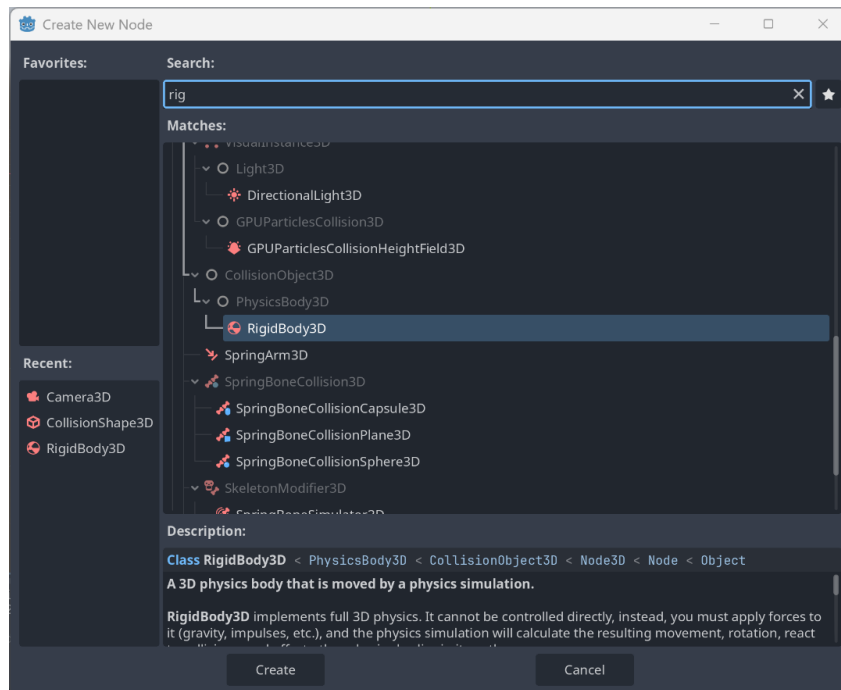 Create New Node
Favorites:
Search:
rig
Matches:
VisualInstance3D
Light3D
DirectionalLight3D
GPUParticlesCollision3D
GPUParticlesCollisionHeightField3D
CollisionObject3D
PhysicsBody3D
RigidBody3D
SpringArm3D
SpringBoneCollision3D
SpringBoneCollisionCapsule3D
SpringBoneCollisionPlane3D
SpringBoneCollisionSphere3D
SkeletonModifier3D
SpringBoneSimulator3D
Recent:
Camera3D
CollisionShape3D
RigidBody3D
Description:
Class RigidBody3D < PhysicsBody3D < CollisionObject3D < Node3D < Node < Object
A 3D physics body that is moved by a physics simulation.
RigidBody3D implements full 3D physics. It cannot be controlled directly, instead, you must apply forces to
it (gravity, impulses, etc.), and the physics simulation will calculate the resulting movement, rotation, react
Create
Cancel